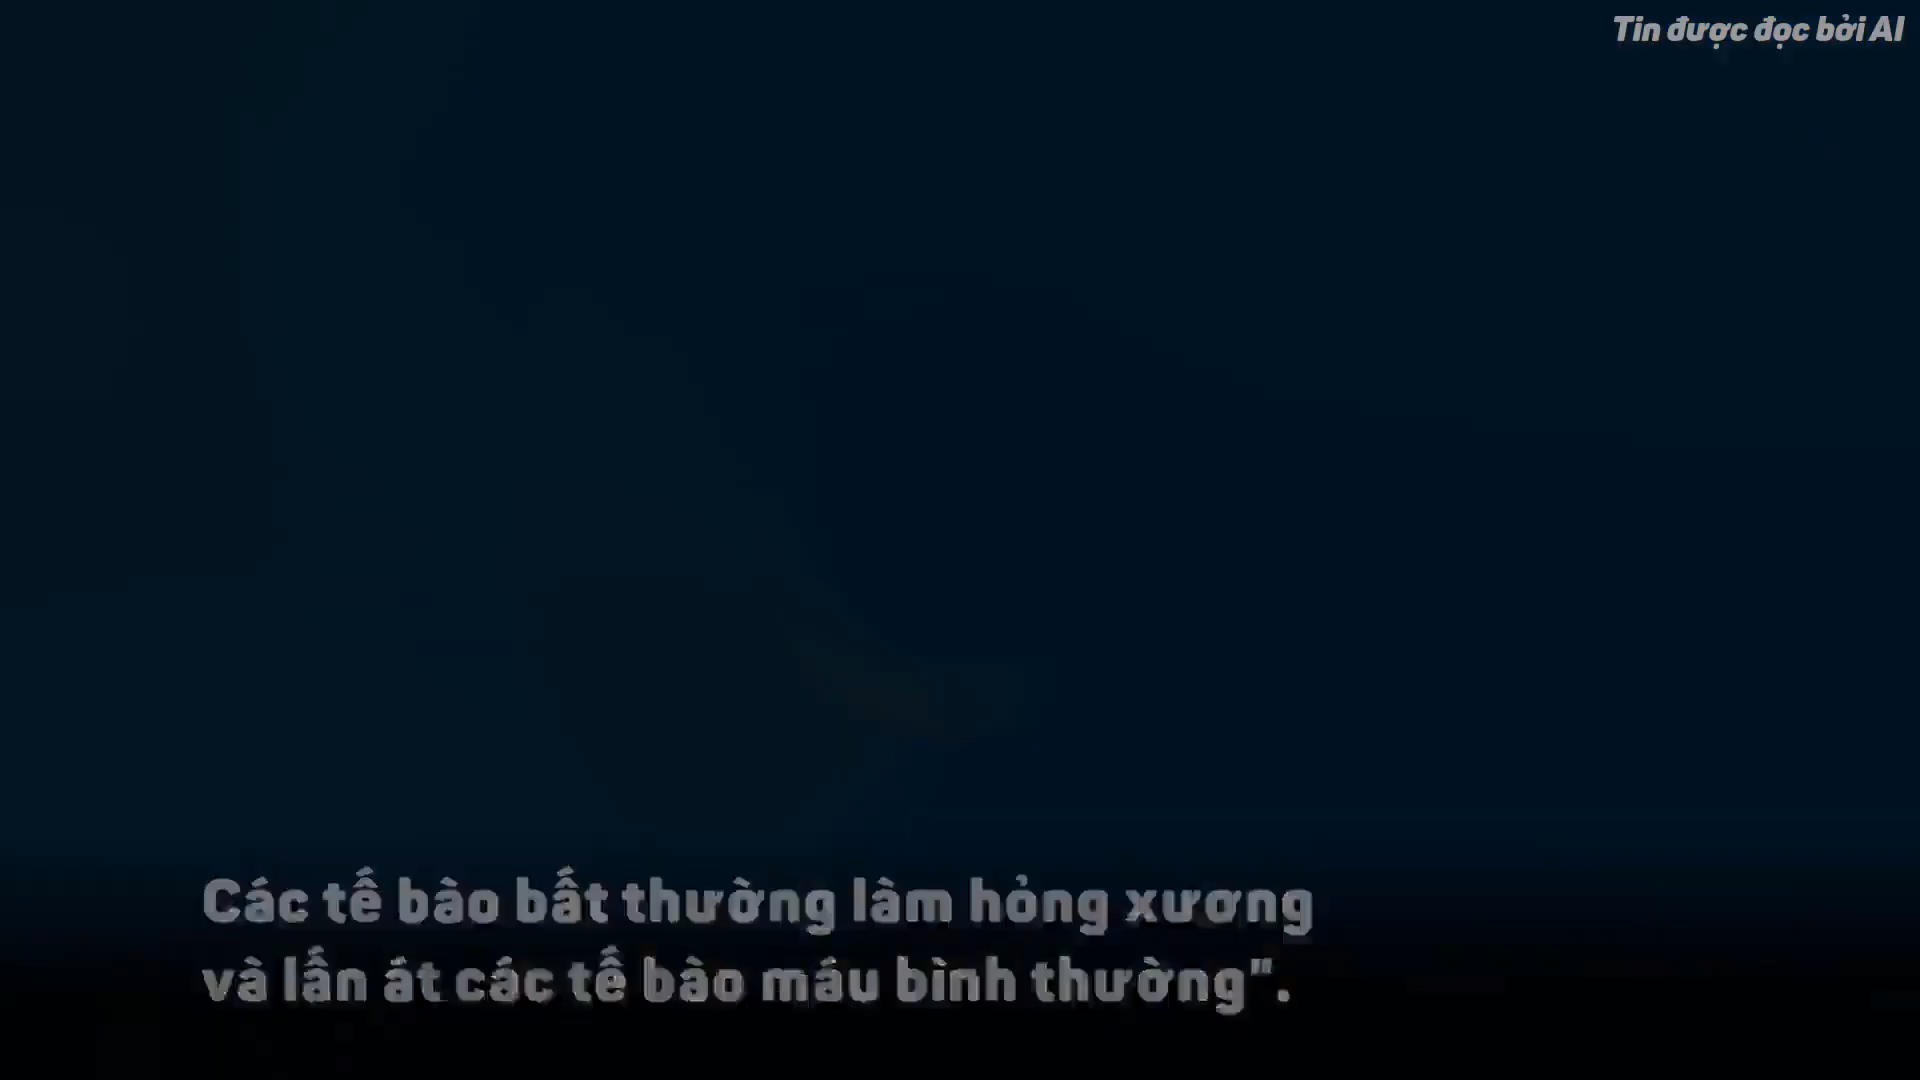 Tin được đọc bởi AI
Các tế bào bất thường làm hỏng xương
và lấn át các tế bào máu bình thường".